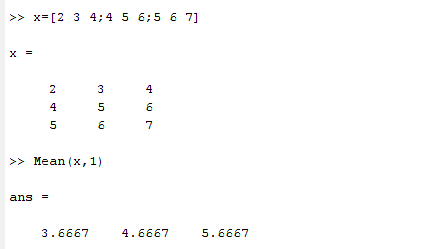 >> x=[2 3 4;4 5 6;5 6 7]
x =
2 3 4
4 5 6
5 6 7
>> Mean(x,1)
ans =
3.6667 4.6667 5.6667